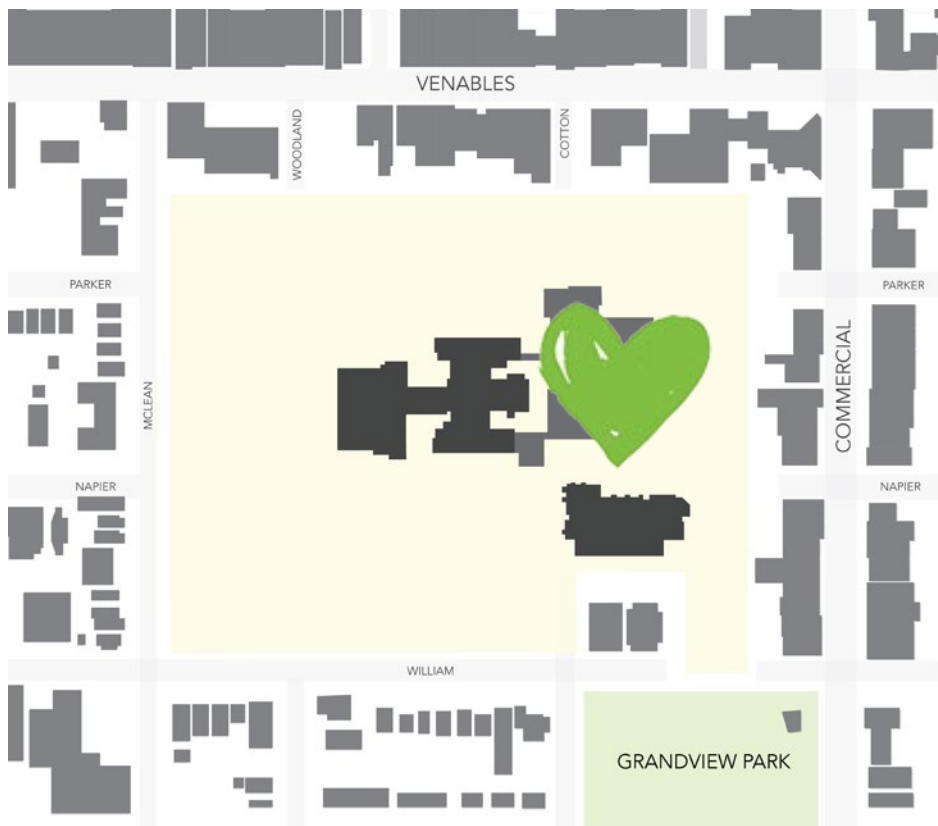 VENABLES
WOODLAND
COTTON
PARKER
PARKER
MCLEAN
COMMERCIAL
NAPIER
NAPIER
WILLIAM
GRANDVIEW PARK